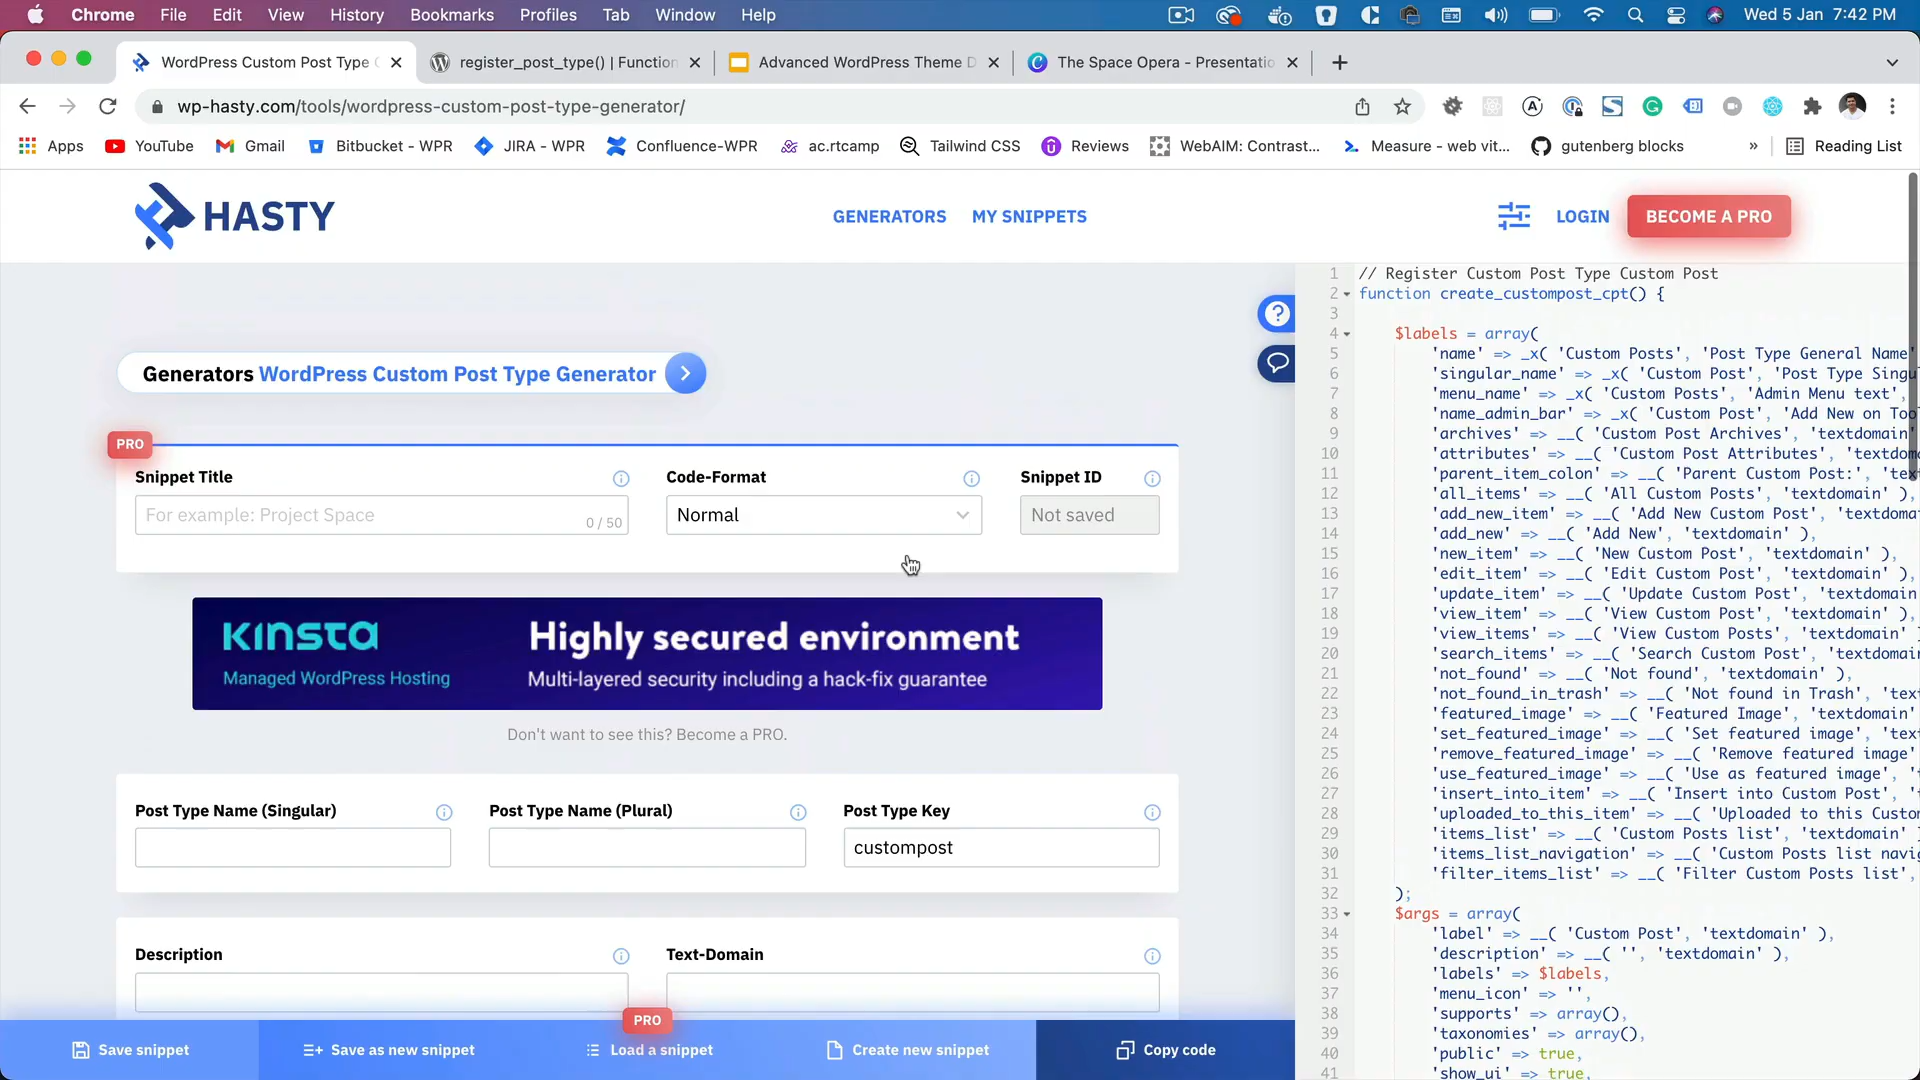 Chrome File Edit View History Bookmarks Profiles Tab Window Help Wed 5 Jan 7:42 PM
WordPress Custom Post Type register_post_type() | Function Advanced WordPress Theme D The Space Opera - Presentatio
wp-hasty.com/tools/wordpress-custom-post-type-generator/
Apps YouTube Gmail Bitbucket - WPR JIRA - WPR Confluence-WPR ac.rtcamp Tailwind CSS Reviews WebAIM: Contrast... Measure - web vit... gutenberg blocks » Reading List
HASTY GENERATORS MY SNIPPETS LOGIN BECOME A PRO
Generators WordPress Custom Post Type Generator
PRO
Snippet Title Code-Format Snippet ID
For example: Project Space 0 / 50 Normal Not saved
KINSTA
Managed WordPress Hosting
Highly secured environment
Multi-layered security including a hack-fix guarantee
Don't want to see this? Become a PRO.
Post Type Name (Singular) Post Type Name (Plural) Post Type Key
custompost
Description Text-Domain
PRO
Save snippet Save as new snippet Load a snippet Create new snippet Copy code
1 // Register Custom Post Type Custom Post
2 function create_custompost_cpt() {
3
4 $labels = array(
5 'name' => _x( 'Custom Posts', 'Post Type General Name'
6 'singular_name' => _x( 'Custom Post', 'Post Type Singu
7 'menu_name' => _x( 'Custom Posts', 'Admin Menu text',
8 'name_admin_bar' => _x( 'Custom Post', 'Add New on Too
9 'archives' => __( 'Custom Post Archives', 'textdomain'
10 'attributes' => __( 'Custom Post Attributes', 'textdom
11 'parent_item_colon' => __( 'Parent Custom Post:', 'tex
12 'all_items' => __( 'All Custom Posts', 'textdomain' ),
13 'add_new_item' => __( 'Add New Custom Post', 'textdoma
14 'add_new' => __( 'Add New', 'textdomain' ),
15 'new_item' => __( 'New Custom Post', 'textdomain' ),
16 'edit_item' => __( 'Edit Custom Post', 'textdomain' ),
17 'update_item' => __( 'Update Custom Post', 'textdomain
18 'view_item' => __( 'View Custom Post', 'textdomain' ),
19 'view_items' => __( 'View Custom Posts', 'textdomain' )
20 'search_items' => __( 'Search Custom Post', 'textdomain
21 'not_found' => __( 'Not found', 'textdomain' ),
22 'not_found_in_trash' => __( 'Not found in Trash', 'text
23 'featured_image' => __( 'Featured Image', 'textdomain'
24 'set_featured_image' => __( 'Set featured image', 'tex
25 'remove_featured_image' => __( 'Remove featured image'
26 'use_featured_image' => __( 'Use as featured image', 't
27 'insert_into_item' => __( 'Insert into Custom Post', 't
28 'uploaded_to_this_item' => __( 'Uploaded to this Custom
29 'items_list' => __( 'Custom Posts list', 'textdomain' )
30 'items_list_navigation' => __( 'Custom Posts list navig
31 'filter_items_list' => __( 'Filter Custom Posts list',
32 );
33 $args = array(
34 'label' => __( 'Custom Post', 'textdomain' ),
35 'description' => __( '', 'textdomain' ),
36 'labels' => $labels,
37 'menu_icon' => '',
38 'supports' => array(),
39 'taxonomies' => array(),
40 'public' => true,
41 'show_ui' => true,